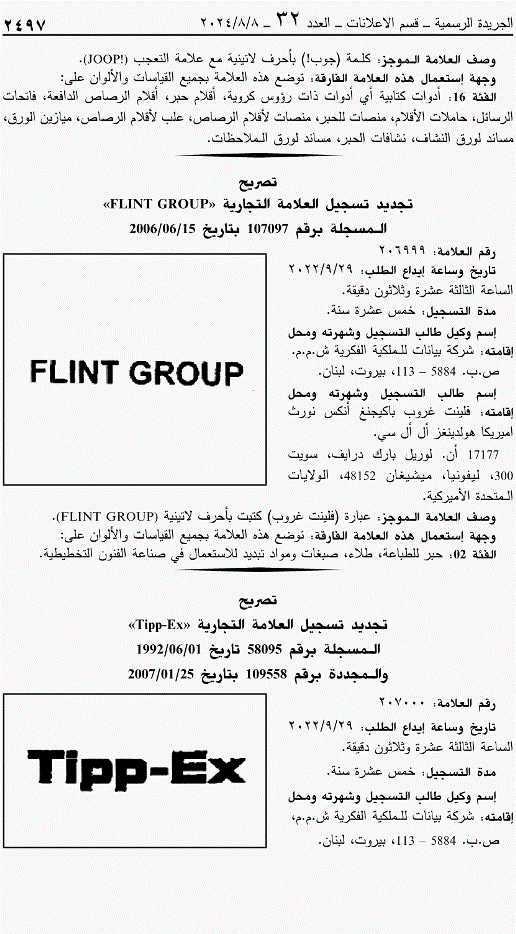 الجريدة الرسمية – قسم الاعلانات – العدد ٣٢ – ٢٠٢٤/٨/٨
٢٤٩٧
وصف العلامة الـموجز: كلـمة (جوب!) بأحرف لاتينية مع علامة التعجب (JOOP!).
وجهة إستعمال هذه العلامة الفارقة: توضع هذه العلامة بجميع القياسات والألوان على:
الفئة 16: أدوات كتابية أي أدوات ذات رؤوس كروية، أقلام حبر، أقلام الرصاص الدافعة، فاتحات
الرسائل، حاملات الأقلام، منصات للحبر، منصات لأقلام الرصاص، علب لأقلام الرصاص، ميازين الورق،
مساند لورق النشاف، نشافات الحبر، مساند لورق الـملاحظات.
تصريح
تجديد تسجيل العلامة التجارية «FLINT GROUP»
الـمسجلة برقم 107097 بتاريخ 2006/06/15
رقم العلامة: ٢٠٦٩٩٩
تاريخ وساعة إيداع الطلب: ٢٠٢٢/٩/٢٩
الساعة الثالثة عشرة وثلاثون دقيقة.
مدة التسجيل: خمس عشرة سنة.
إسم وكيل طالب التسجيل وشهرته ومحل
إقامته: شركة بيانات للـملكية الفكرية ش.م.م.
ص.ب. 5884 – 113، بيروت، لبنان.
إسم طالب التسجيل وشهرته ومحل
إقامته: فلينت غروب باكيجنغ أنكس نورث
اميريكا هولدينغز أل أل سي.
17177 أن. لوريل بارك درايف، سويت
300، ليفونيا، ميشيغان 48152، الولايات
الـمتحدة الأميركية.
FLINT GROUP
وصف العلامة الـموجز: عبارة (فلينت غروب) كتبت بأحرف لاتينية (FLINT GROUP).
وجهة إستعمال هذه العلامة الفارقة: توضع هذه العلامة بجميع القياسات والألوان على:
الفئة 02: حبر للطباعة، طلاء، صبغات ومواد تبديد للاستعمال في صناعة الفنون التخطيطية.
تصريح
تجديد تسجيل العلامة التجارية «Tipp-Ex»
الـمسجلة برقم 58095 تاريخ 1992/06/01
والـمجددة برقم 109558 بتاريخ 2007/01/25
رقم العلامة: ٢٠٧٠٠٠
تاريخ وساعة إيداع الطلب: ٢٠٢٢/٩/٢٩
الساعة الثالثة عشرة وثلاثون دقيقة.
مدة التسجيل: خمس عشرة سنة.
إسم وكيل طالب التسجيل وشهرته ومحل
إقامته: شركة بيانات للـملكية الفكرية ش.م.م.،
ص.ب. 5884 – 113، بيروت، لبنان.
Tipp-Ex